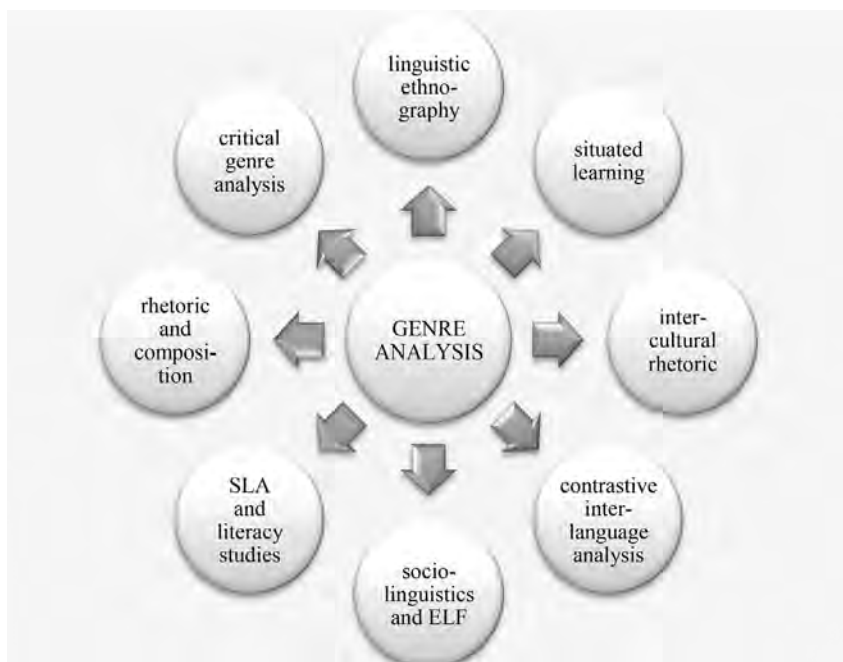 linguistic
ethno-
graphy
situated
learning
inter-
cultural
rhetoric
contrastive
inter-
language
analysis
socio-
linguistics
and ELF
SLA
and
literacy
studies
rhetoric
and
composi-
tion
critical
genre
analysis
GENRE
ANALYSIS